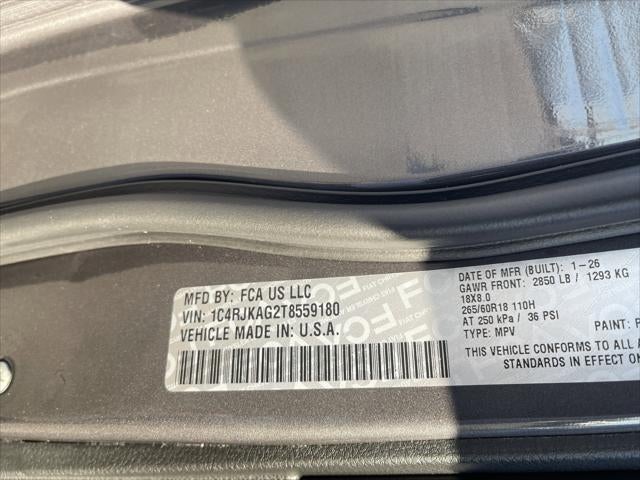 MFD BY: FCA US LLC
VIN: 1C4RJKAG2T8559180
VEHICLE MADE IN U.S.A.
DATE OF MFR (BUILT): 1-26
GAWR FRONT: 2850 LB / 1293 KG
18X8.0
265/60R18 110H
AT 250 kPa / 36 PSI
TYPE: MPV
PAINT:
THIS VEHICLE CONFORMS TO ALL
STANDARDS IN EFFECT